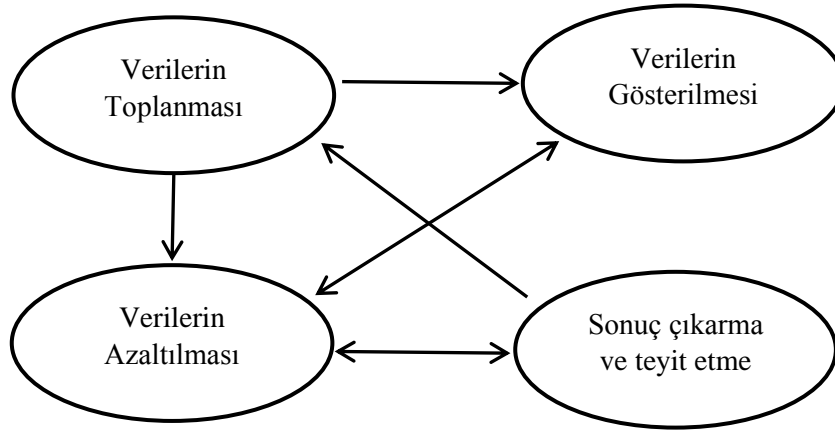 Verilerin
Toplanması
Verilerin
Gösterilmesi
Verilerin
Azaltılması
Sonuç çıkarma
ve teyit etme